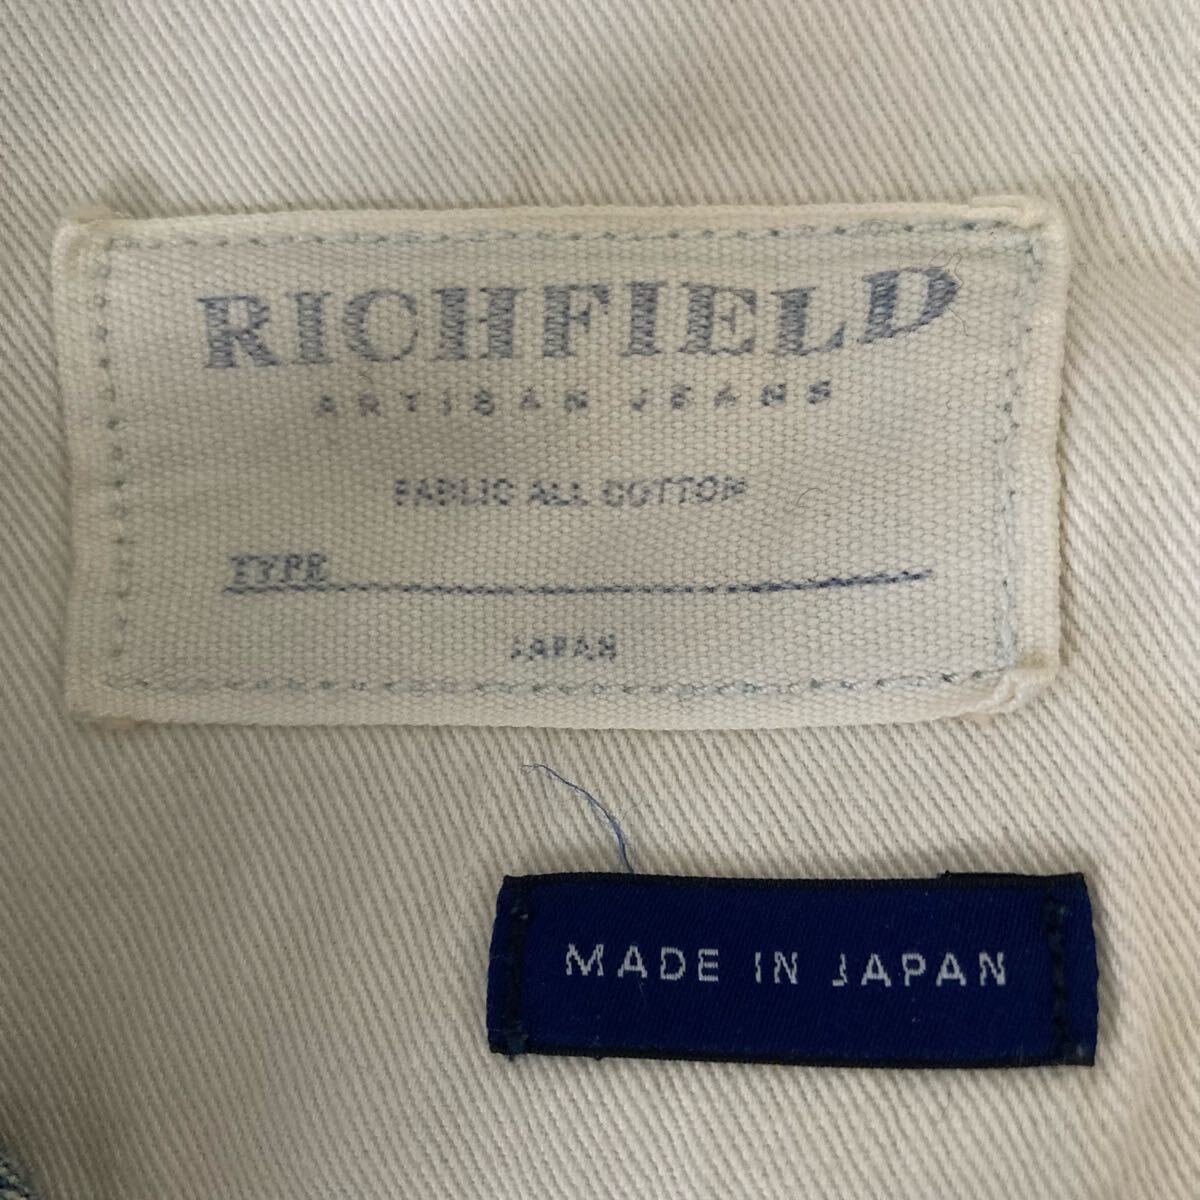 RICHFIELD
ARTISAN JEANS
FABLIC ALL COTTON
TYPE
JAPAN
MADE IN JAPAN